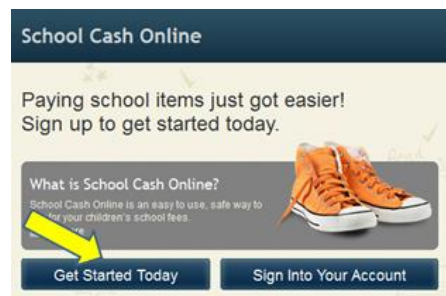 School Cash Online
Paying school items just got easier!
Sign up to get started today.
What is School Cash Online?
School Cash Online is an easy to use, safe way to
for your children's school fees.
Get Started Today
Sign Into Your Account